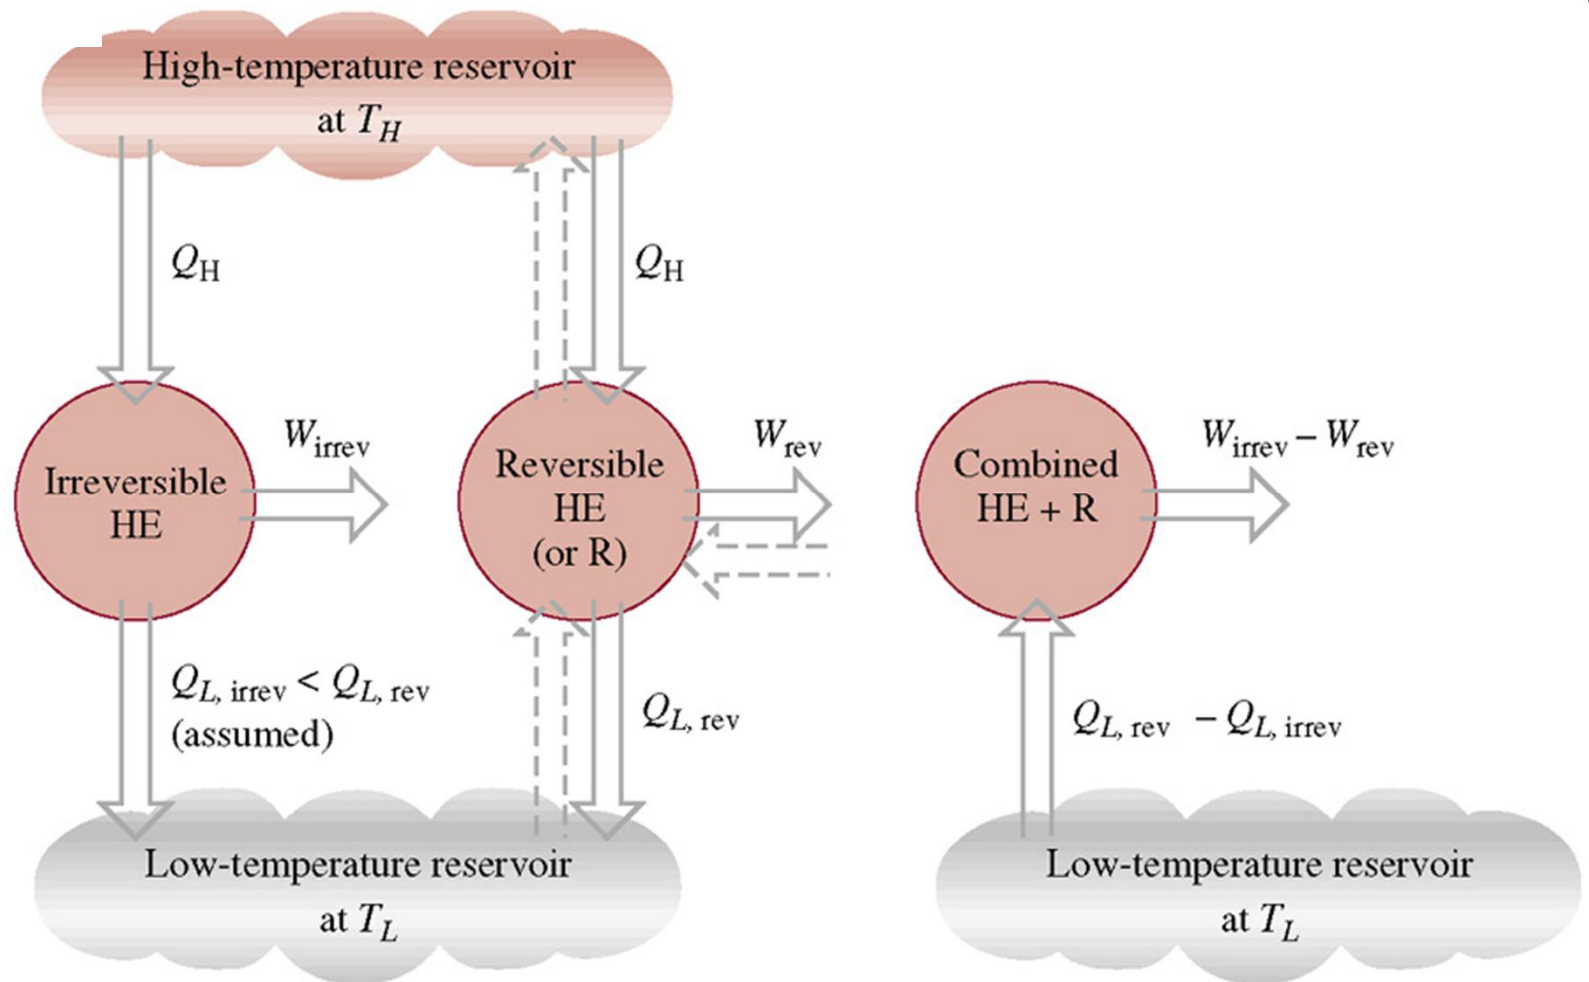 High-temperature reservoir
at T_H
Q_H
Q_H
W_irrev
Irreversible
HE
W_rev
Reversible
HE
(or R)
W_irrev – W_rev
Combined
HE + R
Q_L, irrev < Q_L, rev
(assumed)
Q_L, rev
Q_L, rev – Q_L, irrev
Low-temperature reservoir
at T_L
Low-temperature reservoir
at T_L